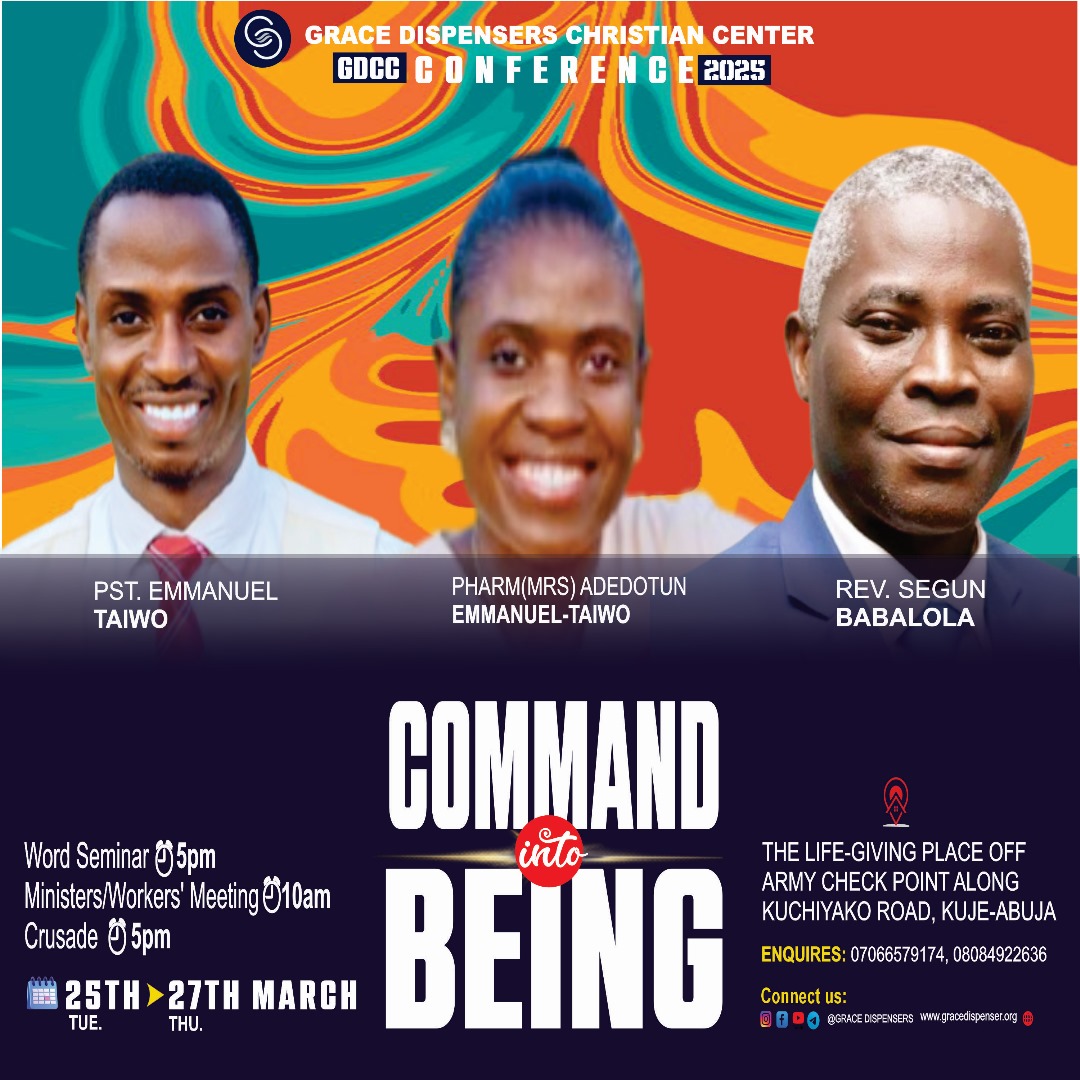 GRACE DISPENSERS CHRISTIAN CENTER
GDCC CONFERENCE 2025
PST. EMMANUEL
TAIWO
PHARM(MRS) ADEDOTUN
EMMANUEL-TAIWO
REV. SEGUN
BABALOLA
COMMAND
into
BEING
Word Seminar 5pm
Ministers/Workers' Meeting 10am
Crusade 5pm
25TH 27TH MARCH
TUE. THU.
THE LIFE-GIVING PLACE OFF
ARMY CHECK POINT ALONG
KUCHIYAKO ROAD, KUJE-ABUJA
ENQUIRES: 07066579174, 08084922636
Connect us:
@GRACE DISPENSERS www.gracedispenser.org